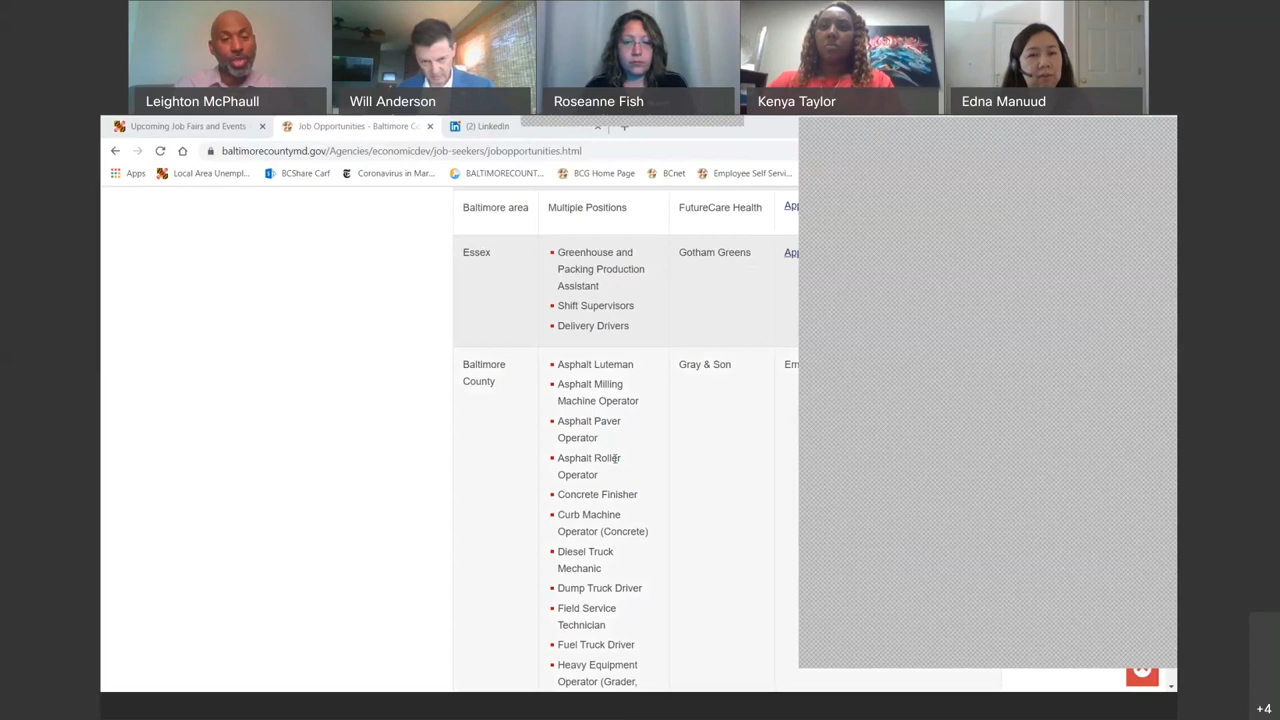 Leighton McPhaull
Will Anderson
Roseanne Fish
Kenya Taylor
Edna Manuud
Upcoming Job Fairs and Events
Job Opportunities - Baltimore Co
(2) LinkedIn
baltimorecountymd.gov/Agencies/economicdev/job-seekers/jobopportunities.html
Apps
Local Area Unempl...
BCShare Carf
Coronavirus in Mar...
BALTIMORECOUNT...
BCG Home Page
BCnet
Employee Self Servi...
Baltimore area
Multiple Positions
FutureCare Health
App
Essex
Greenhouse and
Packing Production
Assistant
Shift Supervisors
Delivery Drivers
Gotham Greens
App
Baltimore
County
Asphalt Luteman
Asphalt Milling
Machine Operator
Asphalt Paver
Operator
Asphalt Roller
Operator
Concrete Finisher
Curb Machine
Operator (Concrete)
Diesel Truck
Mechanic
Dump Truck Driver
Field Service
Technician
Fuel Truck Driver
Heavy Equipment
Operator (Grader,
Gray & Son
Em
+4